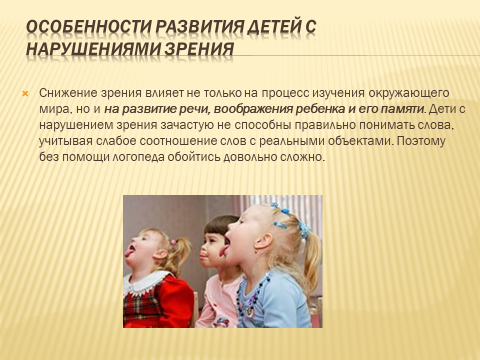 ОСОБЕННОСТИ РАЗВИТИЯ ДЕТЕЙ С
НАРУШЕНИЯМИ ЗРЕНИЯ
Снижение зрения влияет не только на процесс изучения окружающего
мира, но и на развитие речи, воображения ребенка и его памяти. Дети с
нарушением зрения зачастую не способны правильно понимать слова,
учитывая слабое соотношение слов с реальными объектами. Поэтому
без помощи логопеда обойтись довольно сложно.